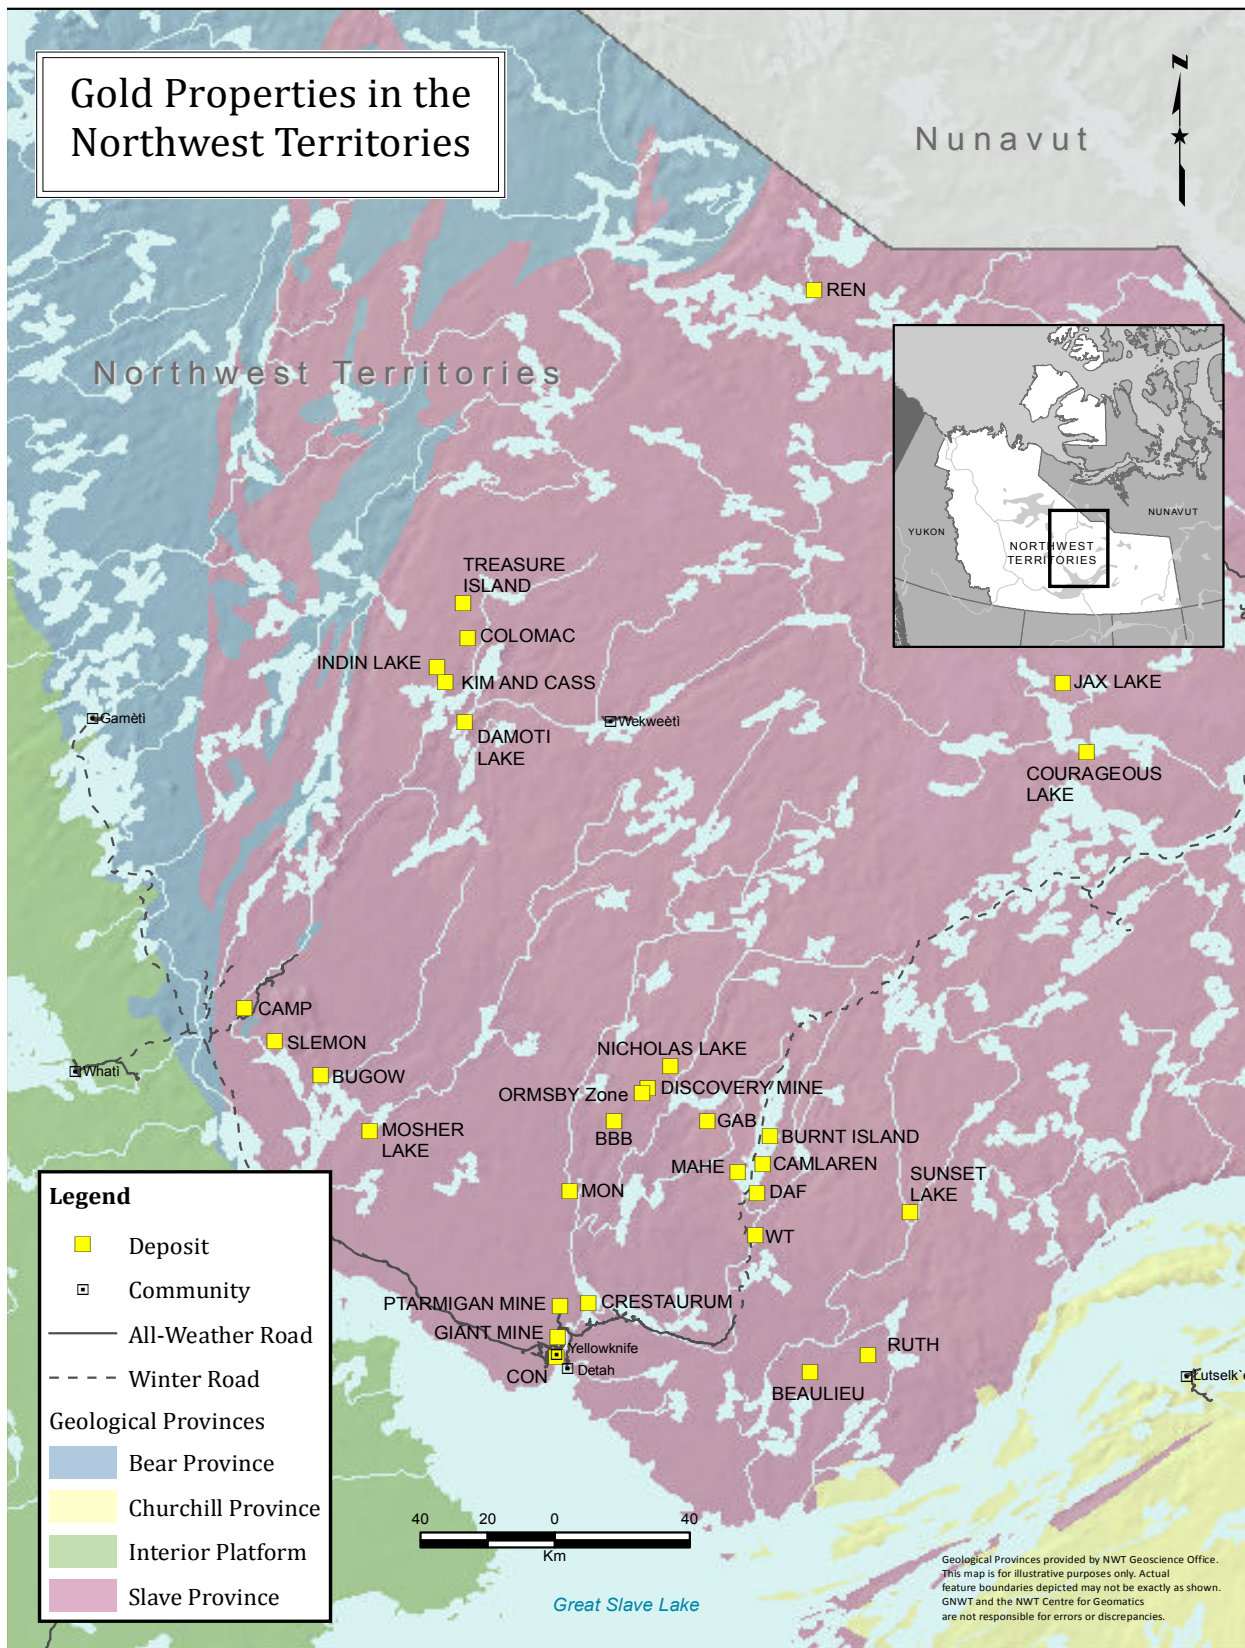 Gold Properties in the
Northwest Territories
Nunavut
Z
REN
Northwest Territories
YUKON
NUNAVUT
NORTHWEST
TERRITORIES
TREASURE
ISLAND
COLOMAC
INDIN LAKE
KIM AND CASS
JAX LAKE
Gamètì
Wekweètì
DAMOTI
LAKE
COURAGEOUS
LAKE
CAMP
SLEMON
NICHOLAS LAKE
Whatì
BUGOW
DISCOVERY MINE
ORMSBY Zone
GAB
MOSHER
LAKE
BBB
BURNT ISLAND
CAMLAREN
MAHE
SUNSET
LAKE
MON
DAF
WT
PTARMIGAN MINE
CRESTAURUM
GIANT MINE
Yellowknife
RUTH
CON
Detah
BEAULIEU
Legend
Deposit
Community
All-Weather Road
Winter Road
Geological Provinces
Bear Province
Churchill Province
Interior Platform
Slave Province
40 20 0 40
Km
Great Slave Lake
Geological Provinces provided by NWT Geoscience Office.
This map is for illustrative purposes only. Actual
feature boundaries depicted may not be exactly as shown.
GNWT and the NWT Centre for Geomatics
are not responsible for errors or discrepancies.